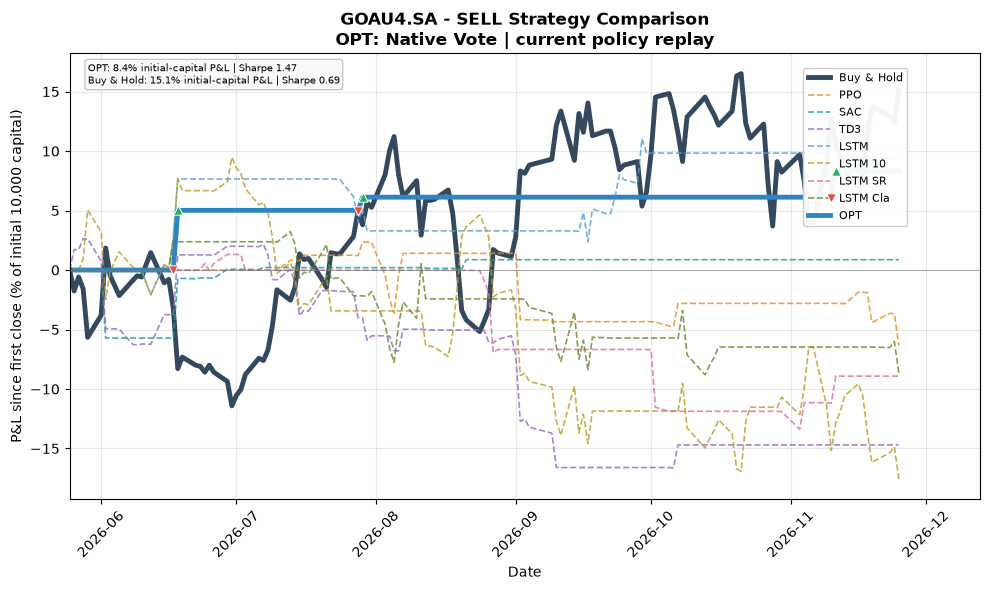 GOAU4.SA - SELL Strategy Comparison
OPT: Native Vote | current policy replay
OPT: 8.4% initial-capital P&L | Sharpe 1.47
Buy & Hold: 15.1% initial-capital P&L | Sharpe 0.69
Buy & Hold
PPO
SAC
TD3
LSTM
LSTM 10
LSTM SR
LSTM Cla
OPT
P&L since first close (% of initial 10,000 capital)
15
10
5
0
−5
−10
−15
2026-06
2026-07
2026-08
2026-09
2026-10
2026-11
2026-12
Date